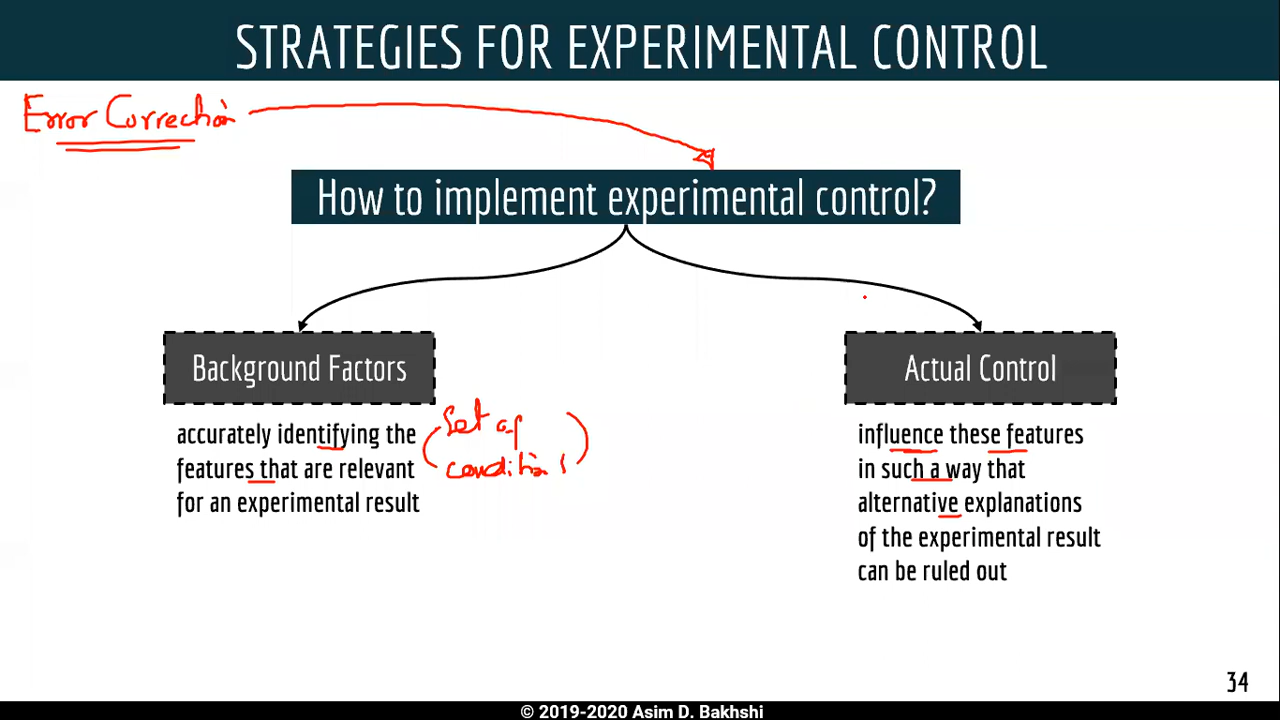 STRATEGIES FOR EXPERIMENTAL CONTROL
Error Correction
How to implement experimental control?
Background Factors
accurately identifying the
features that are relevant
for an experimental result
(Set of
conditions)
Actual Control
influence these features
in such a way that
alternative explanations
of the experimental result
can be ruled out
34
© 2019-2020 Asim D. Bakhshi